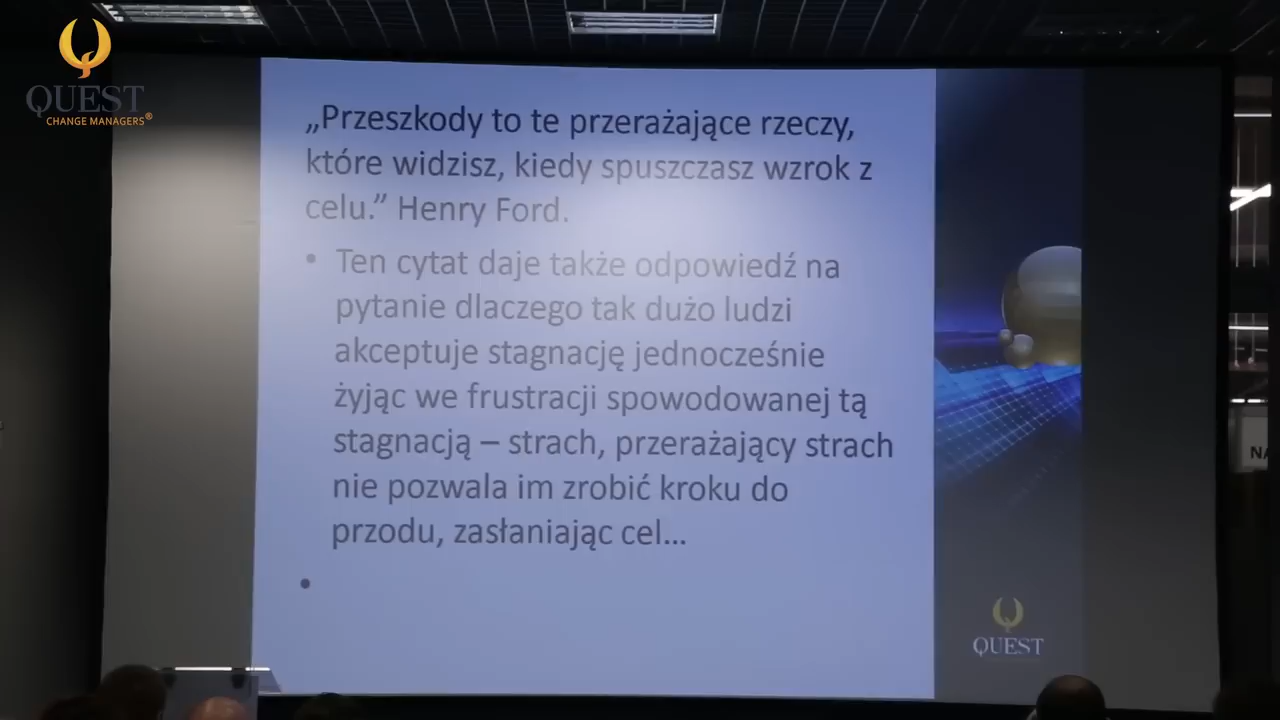 QUEST
CHANGE MANAGERS®
„Przeszkody to te przerażające rzeczy,
które widzisz, kiedy spuszczasz wzrok z
celu.” Henry Ford.
• Ten cytat daje także odpowiedź na
pytanie dlaczego tak dużo ludzi
akceptuje stagnację jednocześnie
żyjąc we frustracji spowodowanej tą
stagnacją – strach, przerażający strach
nie pozwala im zrobić kroku do
przodu, zasłaniając cel...
•
QUEST
NA